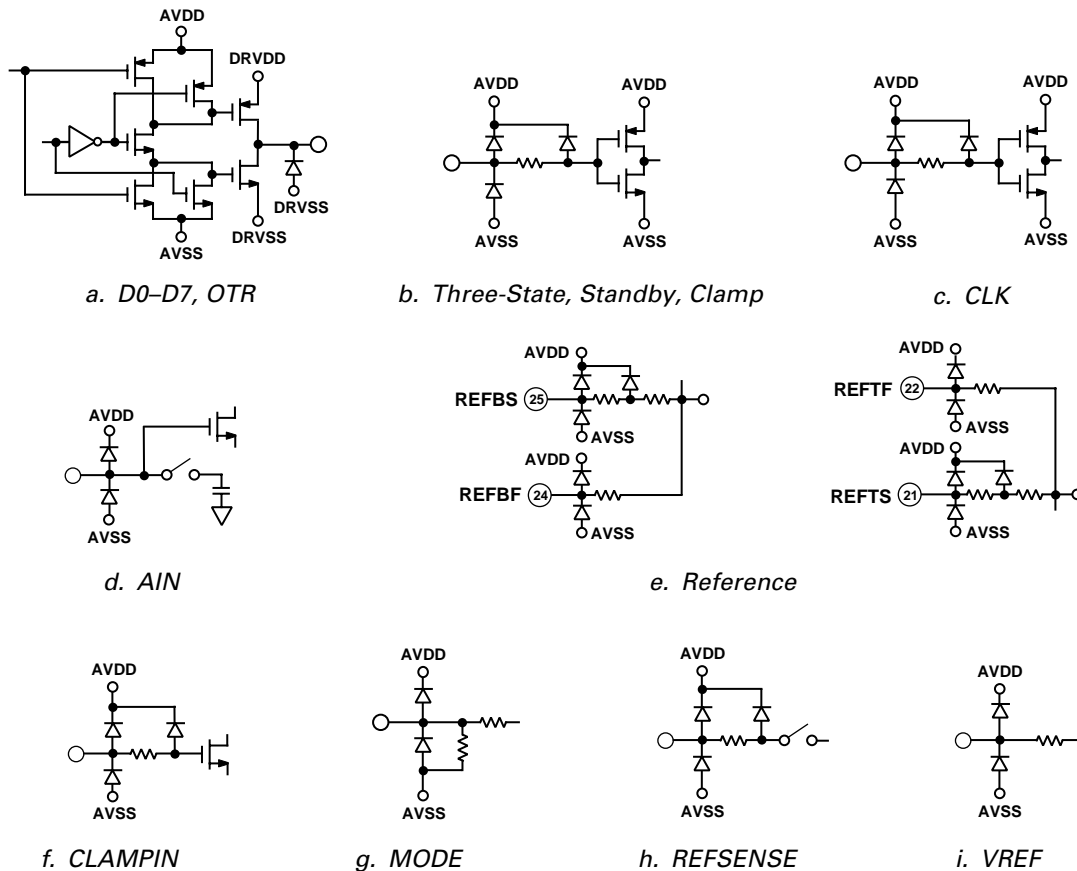 AVDD
DRVDD
DRVSS
DRVSS
AVSS
a. D0–D7, OTR
AVDD
AVDD
AVSS
AVSS
b. Three-State, Standby, Clamp
AVDD
AVDD
AVSS
AVSS
c. CLK
AVDD
AVSS
d. AIN
AVDD
REFBS 25
AVSS
AVDD
REFBF 24
AVSS
AVDD
REFTF 22
AVSS
AVDD
REFTS 21
AVSS
e. Reference
AVDD
AVSS
f. CLAMPIN
AVDD
AVSS
g. MODE
AVDD
AVSS
h. REFSENSE
AVDD
AVSS
i. VREF